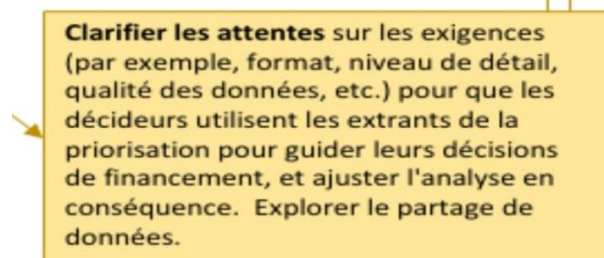 Clarifier les attentes sur les exigences
(par exemple, format, niveau de détail,
qualité des données, etc.) pour que les
décideurs utilisent les extrants de la
priorisation pour guider leurs décisions
de financement, et ajuster l'analyse en
conséquence.  Explorer le partage de
données.